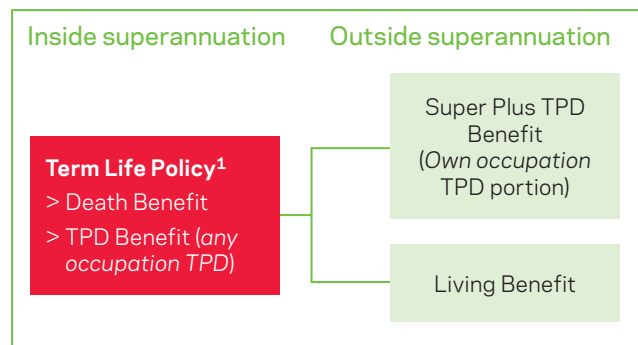 Inside superannuation
Outside superannuation
Term Life Policy1
> Death Benefit
> TPD Benefit (any
occupation TPD)
Super Plus TPD
Benefit
(Own occupation
TPD portion)
Living Benefit